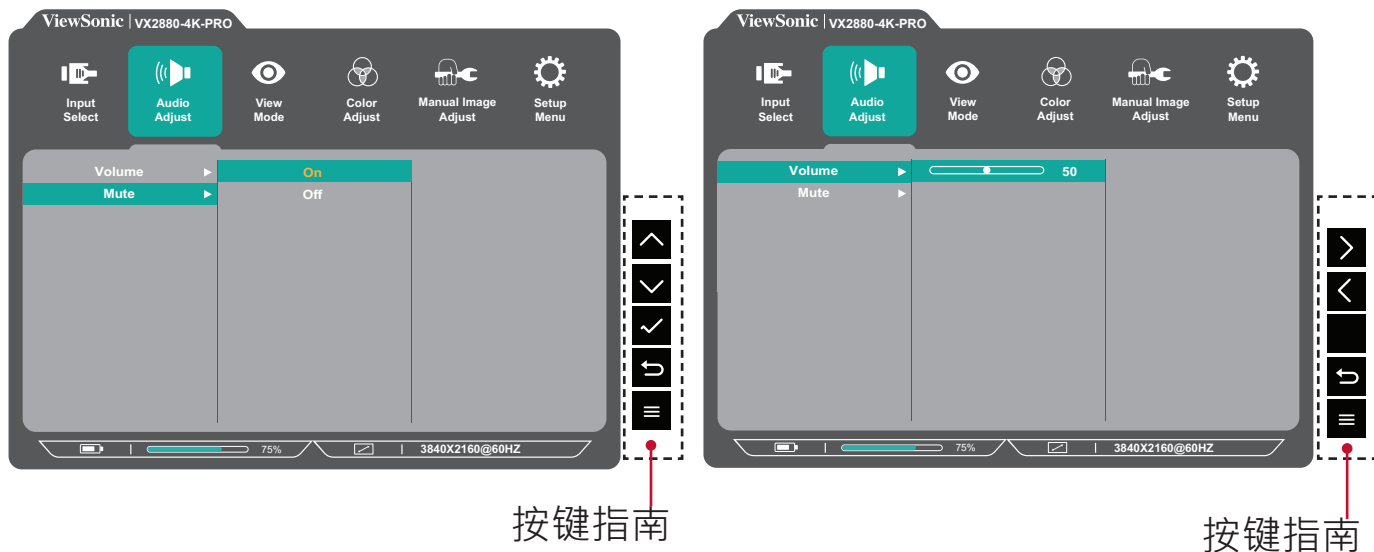 ViewSonic | VX2880-4K-PRO
Input Select
Audio Adjust
View Mode
Color Adjust
Manual Image Adjust
Setup Menu
Volume
On
Mute
Off
75%
3840X2160@60HZ
按键指南
ViewSonic | VX2880-4K-PRO
Input Select
Audio Adjust
View Mode
Color Adjust
Manual Image Adjust
Setup Menu
Volume
50
Mute
75%
3840X2160@60HZ
按键指南